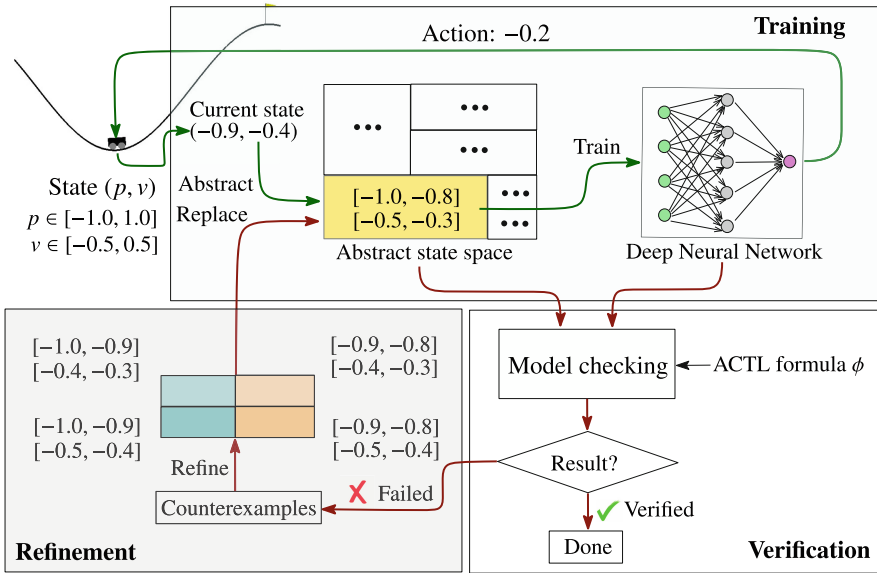 Action: −0.2
Training
Current state
(−0.9, −0.4)
•••
•••
•••
Train
State (p, v)
p ∈ [−1.0, 1.0]
v ∈ [−0.5, 0.5]
Abstract
Replace
[−1.0, −0.8]
[−0.5, −0.3]
•••
•••
Abstract state space
Deep Neural Network
[−1.0, −0.9]
[−0.4, −0.3]
[−0.9, −0.8]
[−0.4, −0.3]
[−1.0, −0.9]
[−0.5, −0.4]
[−0.9, −0.8]
[−0.5, −0.4]
Refine
Counterexamples
Failed
Refinement
Model checking
ACTL formula ϕ
Result?
Verified
Done
Verification